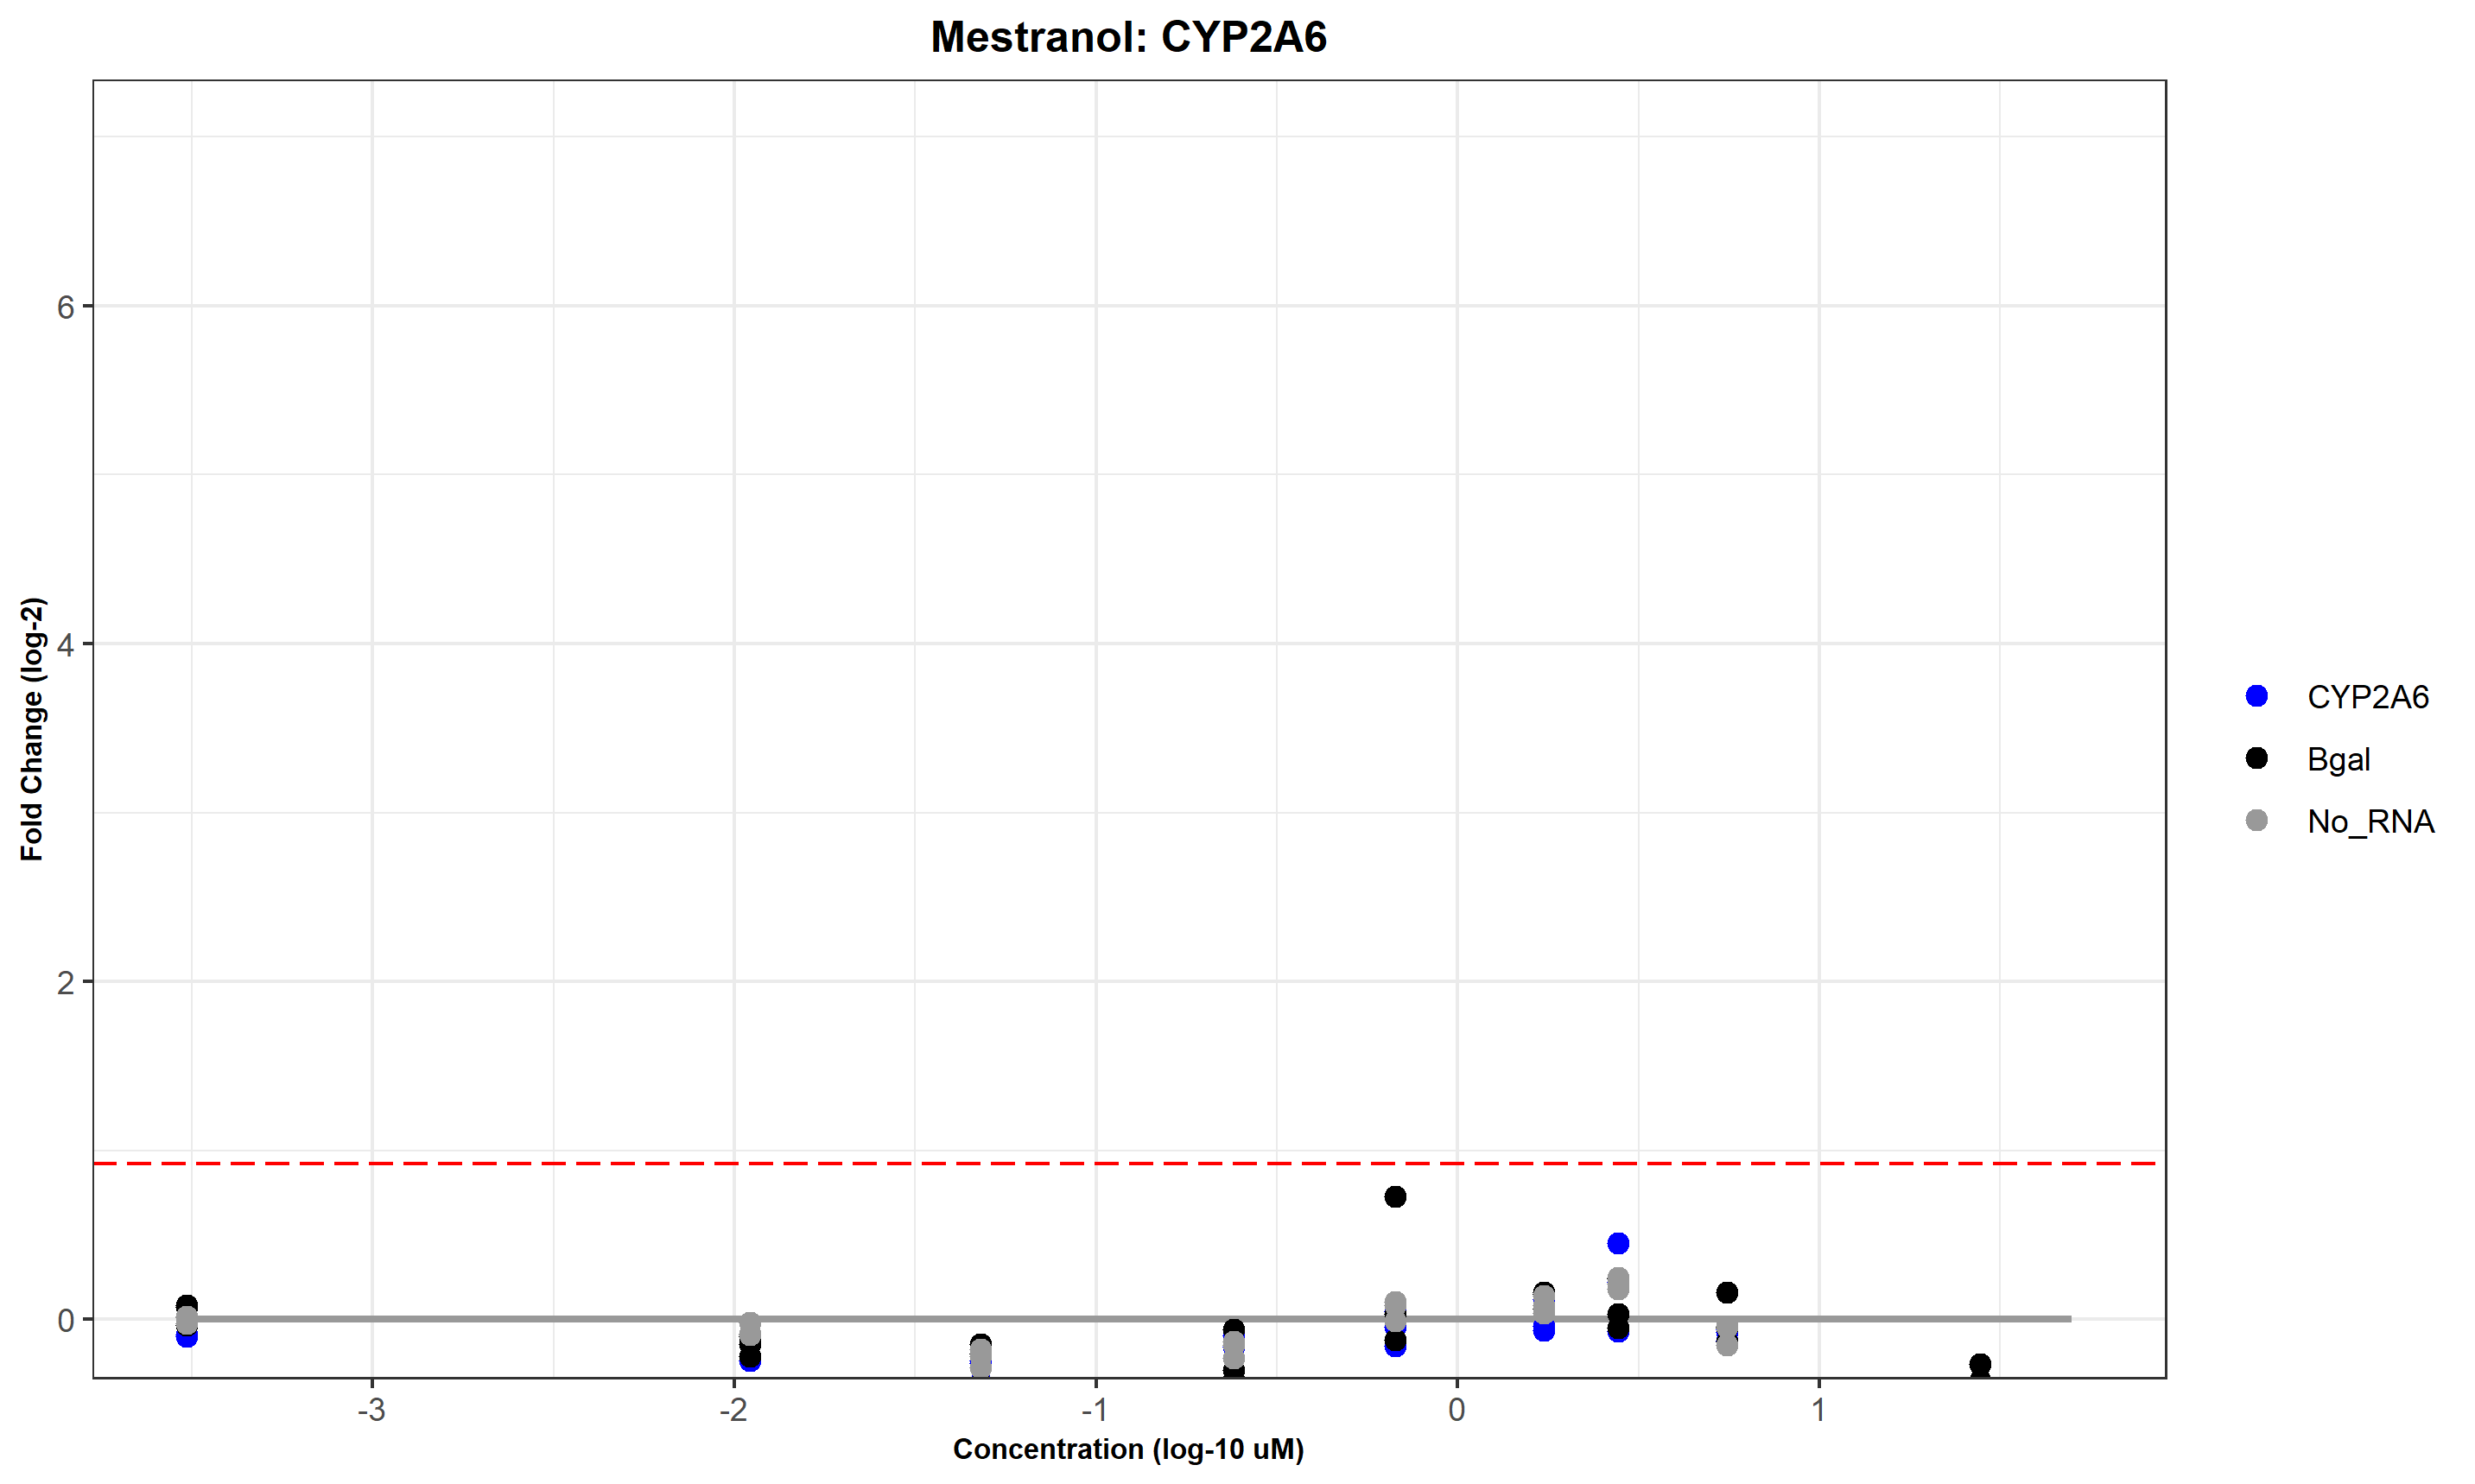 Mestranol: CYP2A6
Fold Change (log-2)
6
4
2
0
-3
-2
-1
0
1
Concentration (log-10 uM)
CYP2A6
Bgal
No_RNA